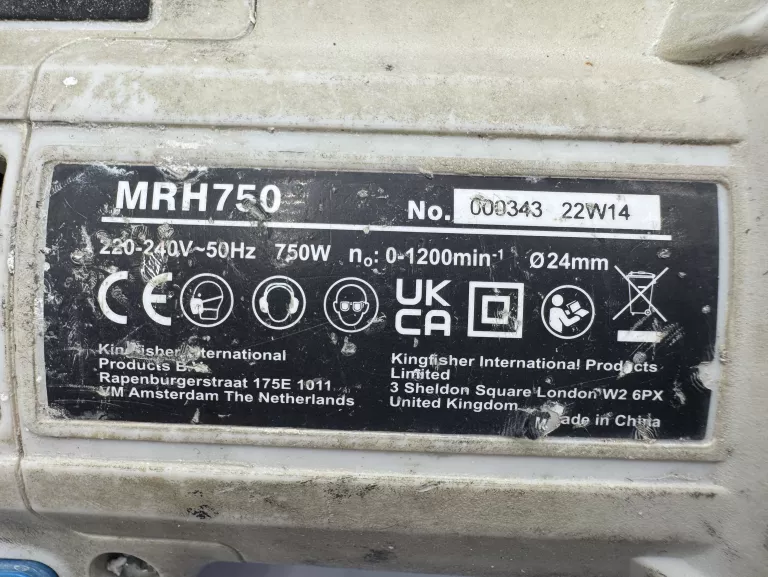 MRH750
No. 000343 22W14
220-240V~50Hz 750W n₀: 0-1200min⁻¹ Ø24mm
CE UK CA
Kingfisher International
Products B.V.
Rapenburgerstraat 175E 1011
VM Amsterdam The Netherlands
Kingfisher International Products
Limited
3 Sheldon Square London W2 6PX
United Kingdom
Made in China